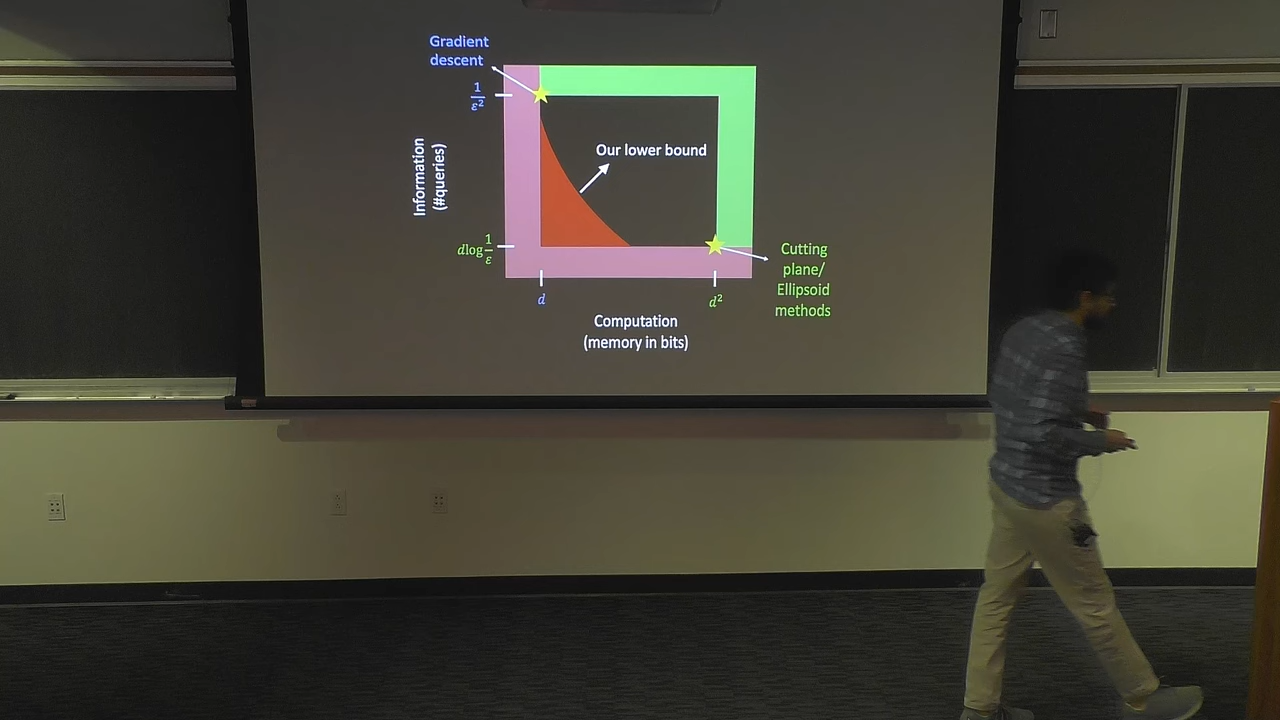 Gradient
descent
1/ε²
Our lower bound
Information
(#queries)
dlog 1/ε
Cutting
plane/
Ellipsoid
methods
d
d²
Computation
(memory in bits)